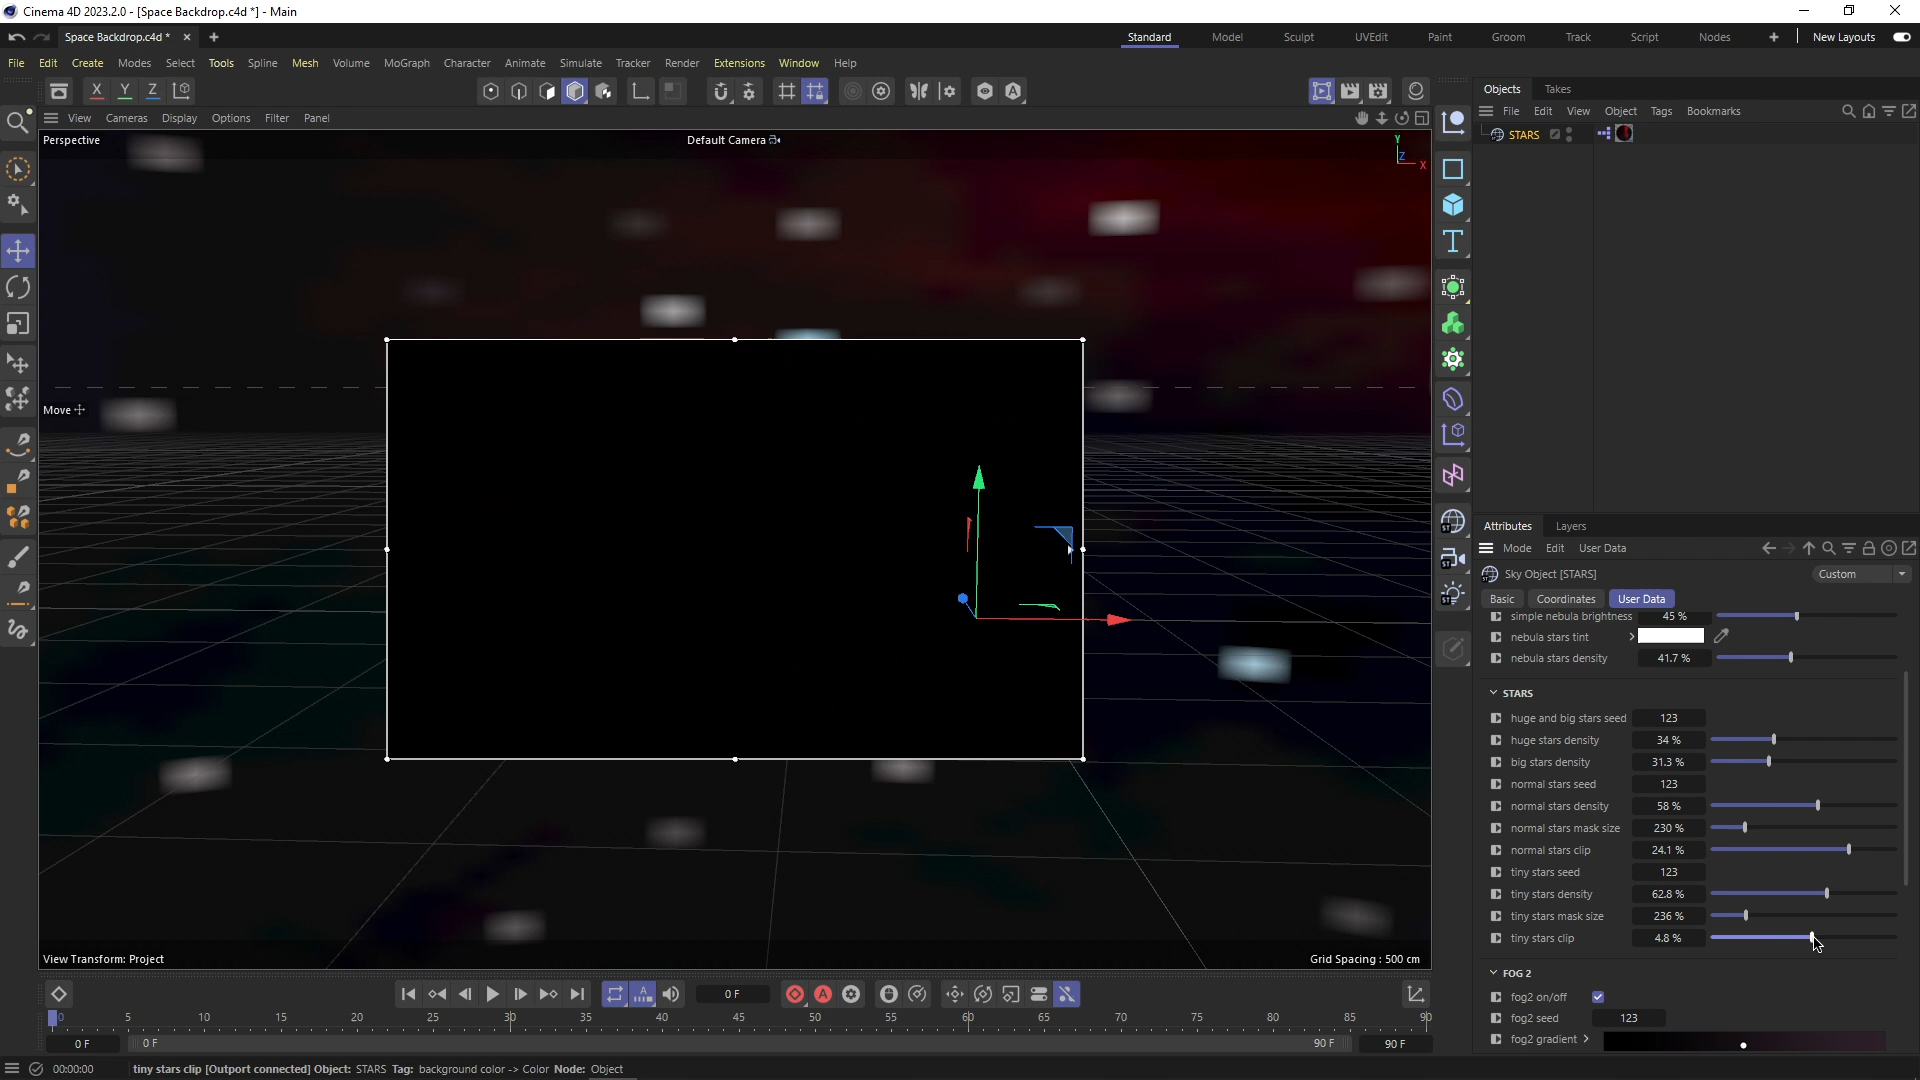 Cinema 4D 2023.2.0 - [Space Backdrop.c4d *] - Main
Space Backdrop.c4d *
Standard Model Sculpt UVEdit Paint Groom Track Script Nodes New Layouts
File Edit Create Modes Select Tools Spline Mesh Volume MoGraph Character Animate Simulate Tracker Render Extensions Window Help
X Y Z
Objects Takes
View Cameras Display Options Filter Panel
File Edit View Object Tags Bookmarks
Perspective
Default Camera
Y
Z
X
STARS
Move
Attributes Layers
Mode Edit User Data
Sky Object [STARS]
Custom
Basic Coordinates User Data
simple nebula brightness 45 %
nebula stars tint
nebula stars density 41.7 %
STARS
huge and big stars seed 123
huge stars density 34 %
big stars density 31.3 %
normal stars seed 123
normal stars density 58 %
normal stars mask size 230 %
normal stars clip 24.1 %
tiny stars seed 123
tiny stars density 62.8 %
tiny stars mask size 236 %
tiny stars clip 4.8 %
FOG 2
fog2 on/off
fog2 seed 123
fog2 gradient
View Transform: Project
Grid Spacing : 500 cm
0 F
0 5 10 15 20 25 30 35 40 45 50 55 60 65 70 75 80 85 90
0 F 0 F 90 F 90 F
00:00:00 tiny stars clip [Outport connected] Object: STARS Tag: background color -> Color Node: Object